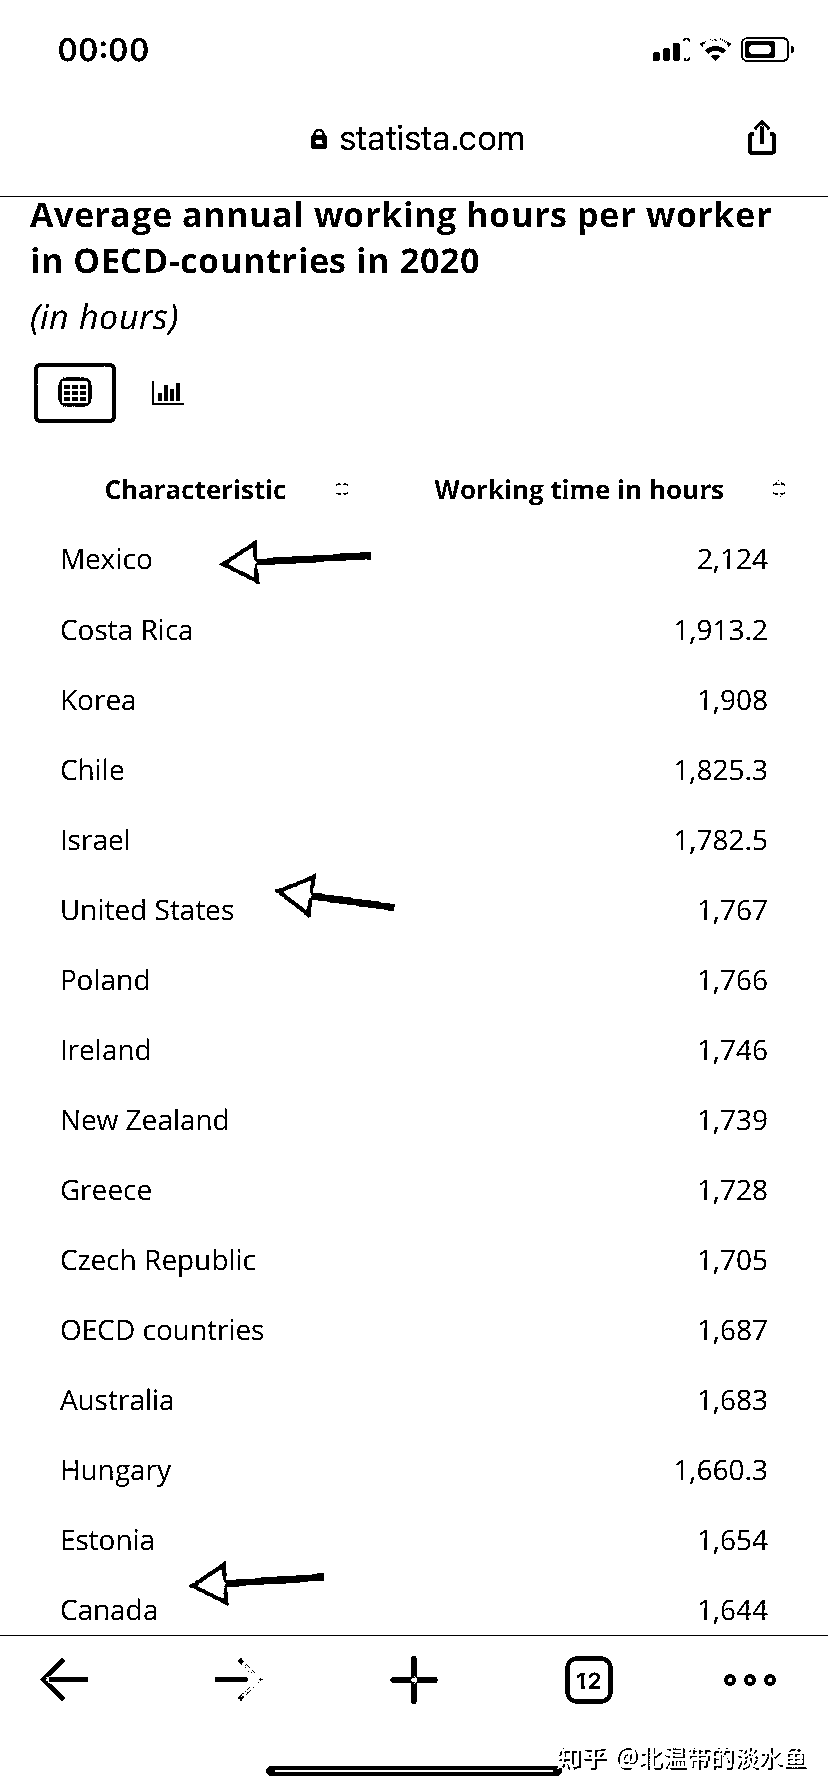 00:00
statista.com
Average annual working hours per worker
in OECD-countries in 2020
(in hours)
Characteristic Working time in hours
Mexico 2,124
Costa Rica 1,913.2
Korea 1,908
Chile 1,825.3
Israel 1,782.5
United States 1,767
Poland 1,766
Ireland 1,746
New Zealand 1,739
Greece 1,728
Czech Republic 1,705
OECD countries 1,687
Australia 1,683
Hungary 1,660.3
Estonia 1,654
Canada 1,644
12
知乎 @北温带的淡水鱼